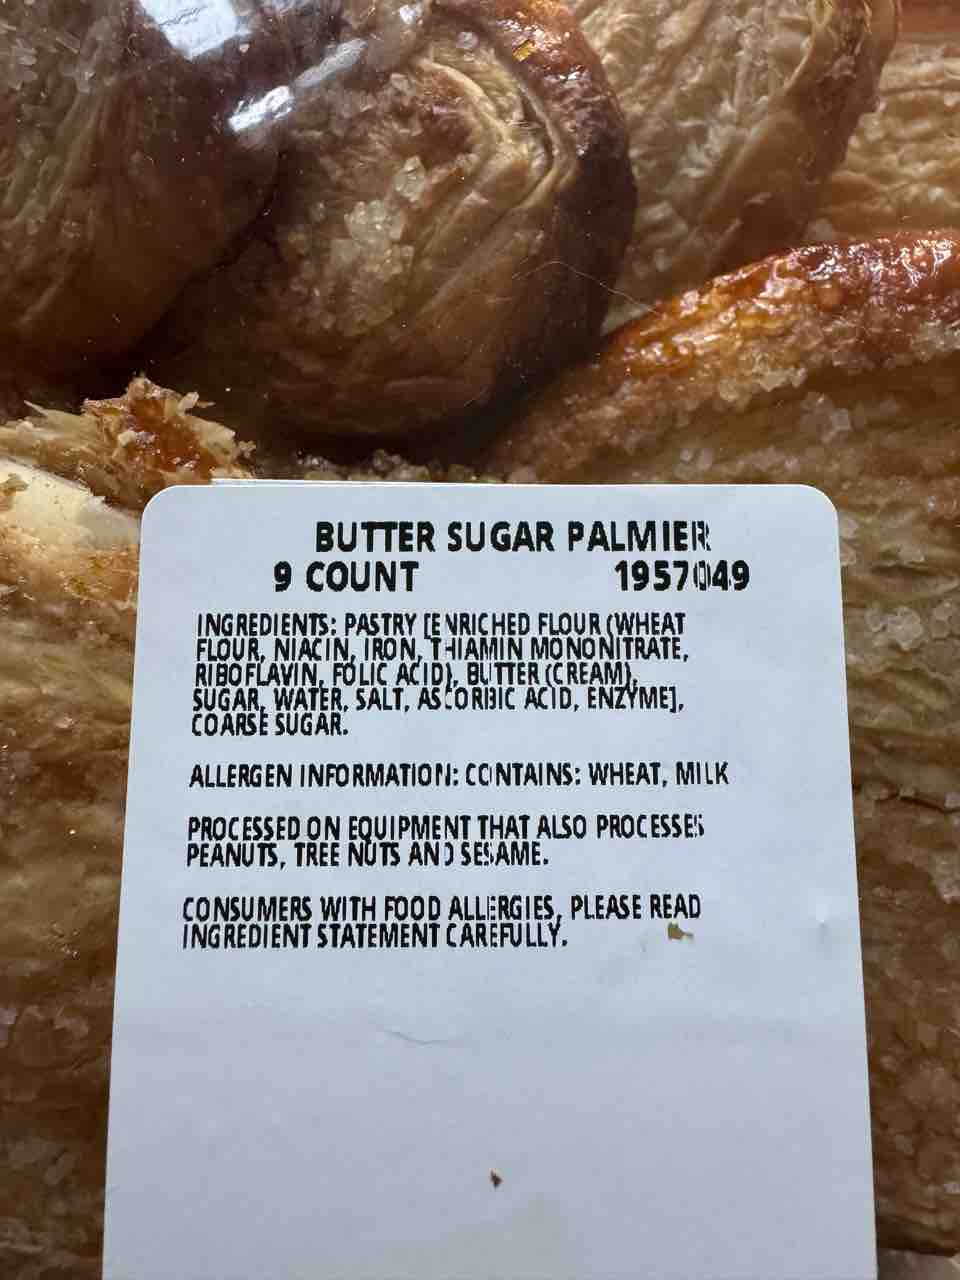 BUTTER SUGAR PALMIER
9 COUNT 1957049
INGREDIENTS: PASTRY [ENRICHED FLOUR (WHEAT
FLOUR, NIACIN, IRON, THIAMIN MONONITRATE,
RIBOFLAVIN, FOLIC ACID), BUTTER (CREAM),
SUGAR, WATER, SALT, ASCORBIC ACID, ENZYME],
COARSE SUGAR.
ALLERGEN INFORMATION: CONTAINS: WHEAT, MILK
PROCESSED ON EQUIPMENT THAT ALSO PROCESSES
PEANUTS, TREE NUTS AND SESAME.
CONSUMERS WITH FOOD ALLERGIES, PLEASE READ
INGREDIENT STATEMENT CAREFULLY.